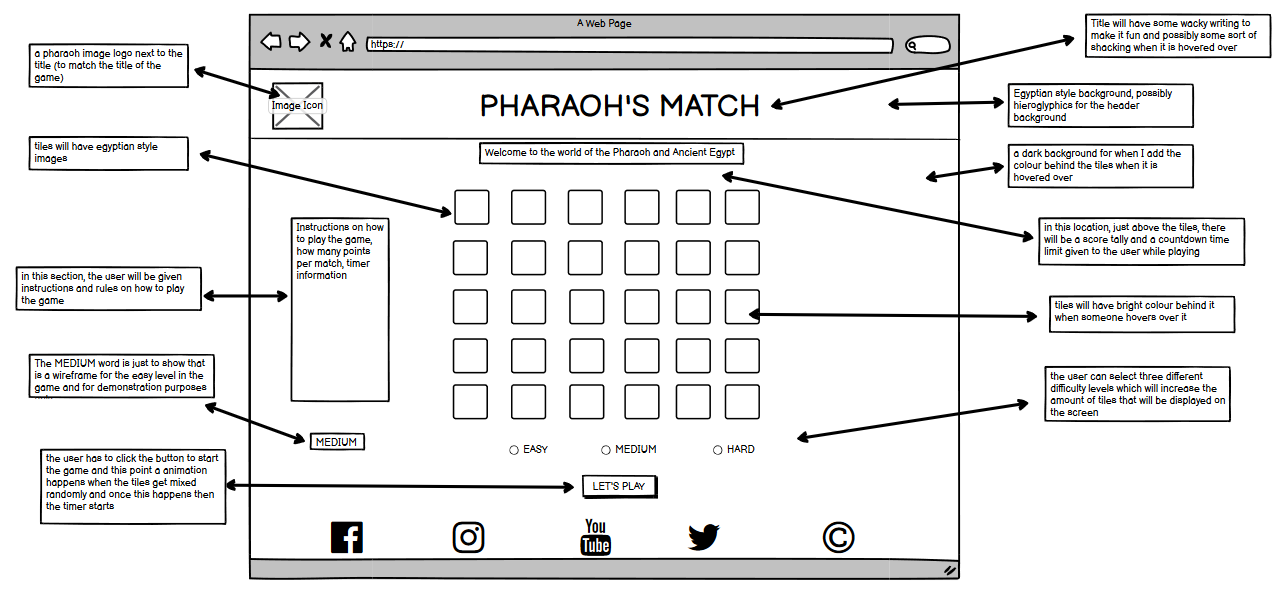 A Web Page
https://
Image Icon
PHARAOH'S MATCH
Welcome to the world of the Pharaoh and Ancient Egypt
Instructions on how
to play the game,
how many points
per match, timer
information
MEDIUM
EASY
MEDIUM
HARD
LET'S PLAY
You
Tube
©
a pharaoh image logo next to the
title (to match the title of the
game)
tiles will have egyptian style
images
in this section, the user will be given
instructions and rules on how to play
the game
The MEDIUM word is just to show that
is a wireframe for the easy level in the
game and for demonstration purposes
the user has to click the button to start
the game and this point a animation
happens when the tiles get mixed
randomly and once this happens then
the timer starts
Title will have some wacky writing to
make it fun and possibly some sort of
shacking when it is hovered over
Egyptian style background, possibly
hieroglyphics for the header
background
a dark background for when I add the
colour behind the tiles when it is
hovered over
in this location, just above the tiles, there
will be a score tally and a countdown time
limit given to the user while playing
tiles will have bright colour behind it
when someone hovers over it
the user can select three different
difficulty levels which will increase the
amount of tiles that will be displayed on
the screen